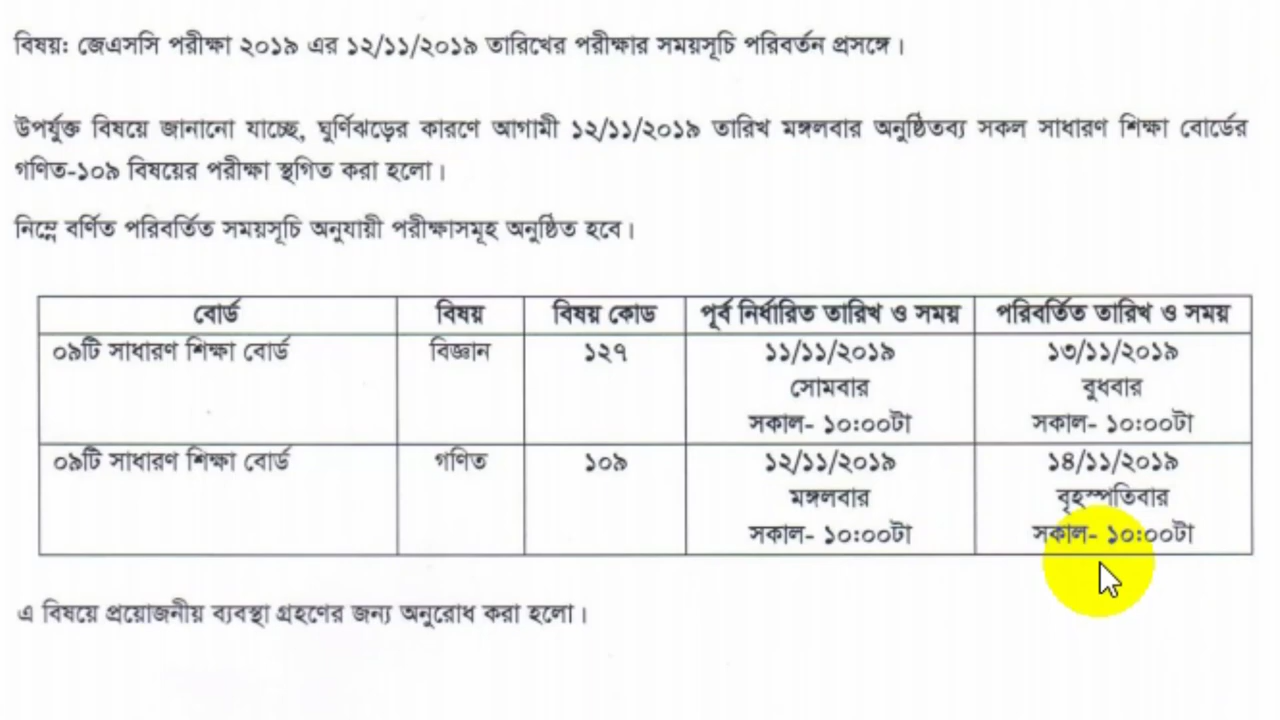 বিষয়: জেএসসি পরীক্ষা ২০১৯ এর ১২/১১/২০১৯ তারিখের পরীক্ষার সময়সূচি পরিবর্তন প্রসঙ্গে।
উপর্যুক্ত বিষয়ে জানানো যাচ্ছে, ঘুর্ণিঝড়ের কারণে আগামী ১২/১১/২০১৯ তারিখ মঙ্গলবার অনুষ্ঠিতব্য সকল সাধারণ শিক্ষা বোর্ডের
গণিত-১০৯ বিষয়ের পরীক্ষা স্থগিত করা হলো।
নিম্নে বর্ণিত পরিবর্তিত সময়সূচি অনুযায়ী পরীক্ষাসমূহ অনুষ্ঠিত হবে।
বোর্ড বিষয় বিষয় কোড পূর্ব নির্ধারিত তারিখ ও সময় পরিবর্তিত তারিখ ও সময়
০৯টি সাধারণ শিক্ষা বোর্ড বিজ্ঞান ১২৭ ১১/১১/২০১৯ ১৩/১১/২০১৯
সোমবার বুধবার
সকাল- ১০:০০টা সকাল- ১০:০০টা
০৯টি সাধারণ শিক্ষা বোর্ড গণিত ১০৯ ১২/১১/২০১৯ ১৪/১১/২০১৯
মঙ্গলবার বৃহস্পতিবার
সকাল- ১০:০০টা সকাল- ১০:০০টা
এ বিষয়ে প্রয়োজনীয় ব্যবস্থা গ্রহণের জন্য অনুরোধ করা হলো।